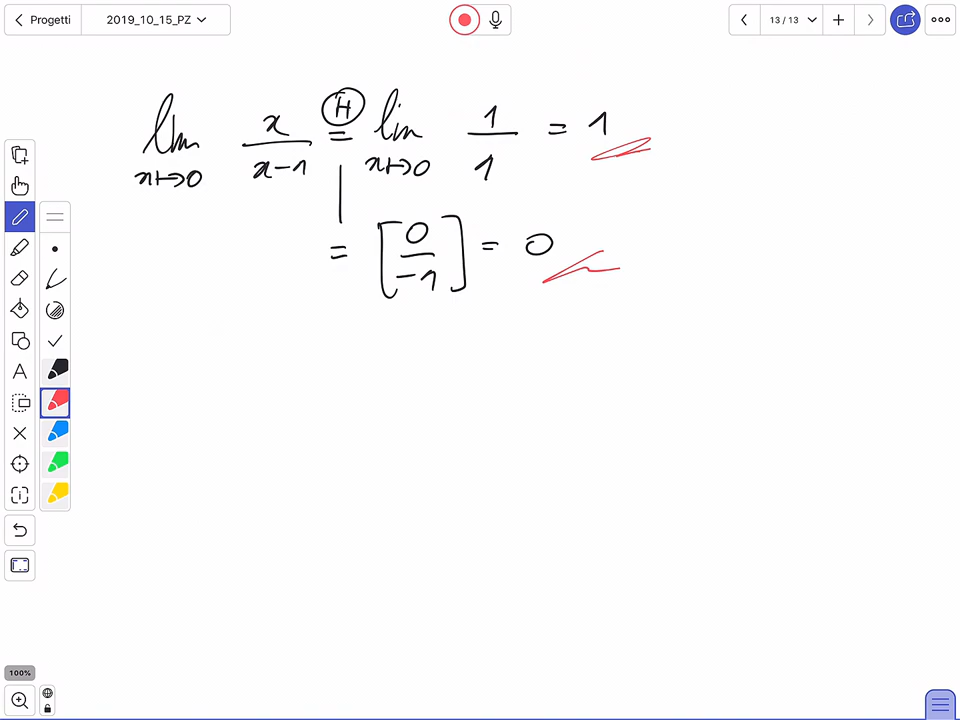 Progetti 2019_10_15_PZ 13 / 13
lim x→0 x/(x-1) =(H) lim x→0 1/1 = 1
= [0/-1] = 0
A
100%